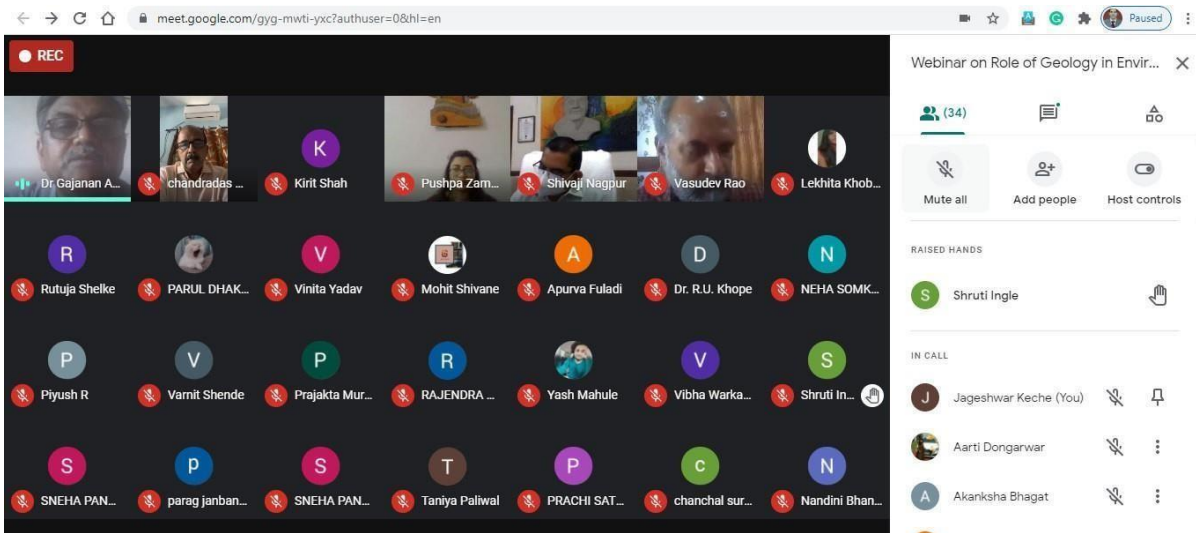 meet.google.com/gyg-mwti-yxc?authuser=0&hl=en
Paused
REC
Webinar on Role of Geology in Envir...
(34)
Mute all
Add people
Host controls
RAISED HANDS
S Shruti Ingle
IN CALL
J Jageshwar Keche (You)
Aarti Dongarwar
A Akanksha Bhagat
Dr Gajanan A...
chandradas ...
K
Kirit Shah
Pushpa Zam...
Shivaji Nagpur
Vasudev Rao
Lekhita Khob...
R
Rutuja Shelke
PARUL DHAK...
V
Vinita Yadav
Mohit Shivane
A
Apurva Fuladi
D
Dr. R.U. Khope
N
NEHA SOMK...
P
Piyush R
V
Varnit Shende
P
Prajakta Mur...
R
RAJENDRA ...
Yash Mahule
V
Vibha Warka...
S
Shruti In...
S
SNEHA PAN...
p
parag janban...
S
SNEHA PAN...
T
Taniya Paliwal
P
PRACHI SAT...
c
chanchal sur...
N
Nandini Bhan...